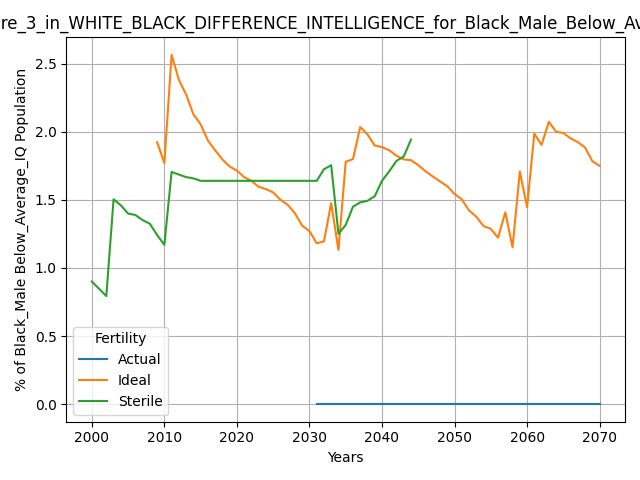 re_3_in_WHITE_BLACK_DIFFERENCE_INTELLIGENCE_for_Black_Male_Below_Av
% of Black_Male Below_Average_IQ Population
2.5
2.0
1.5
1.0
0.5
0.0
Fertility
Actual
Ideal
Sterile
2000 2010 2020 2030 2040 2050 2060 2070
Years